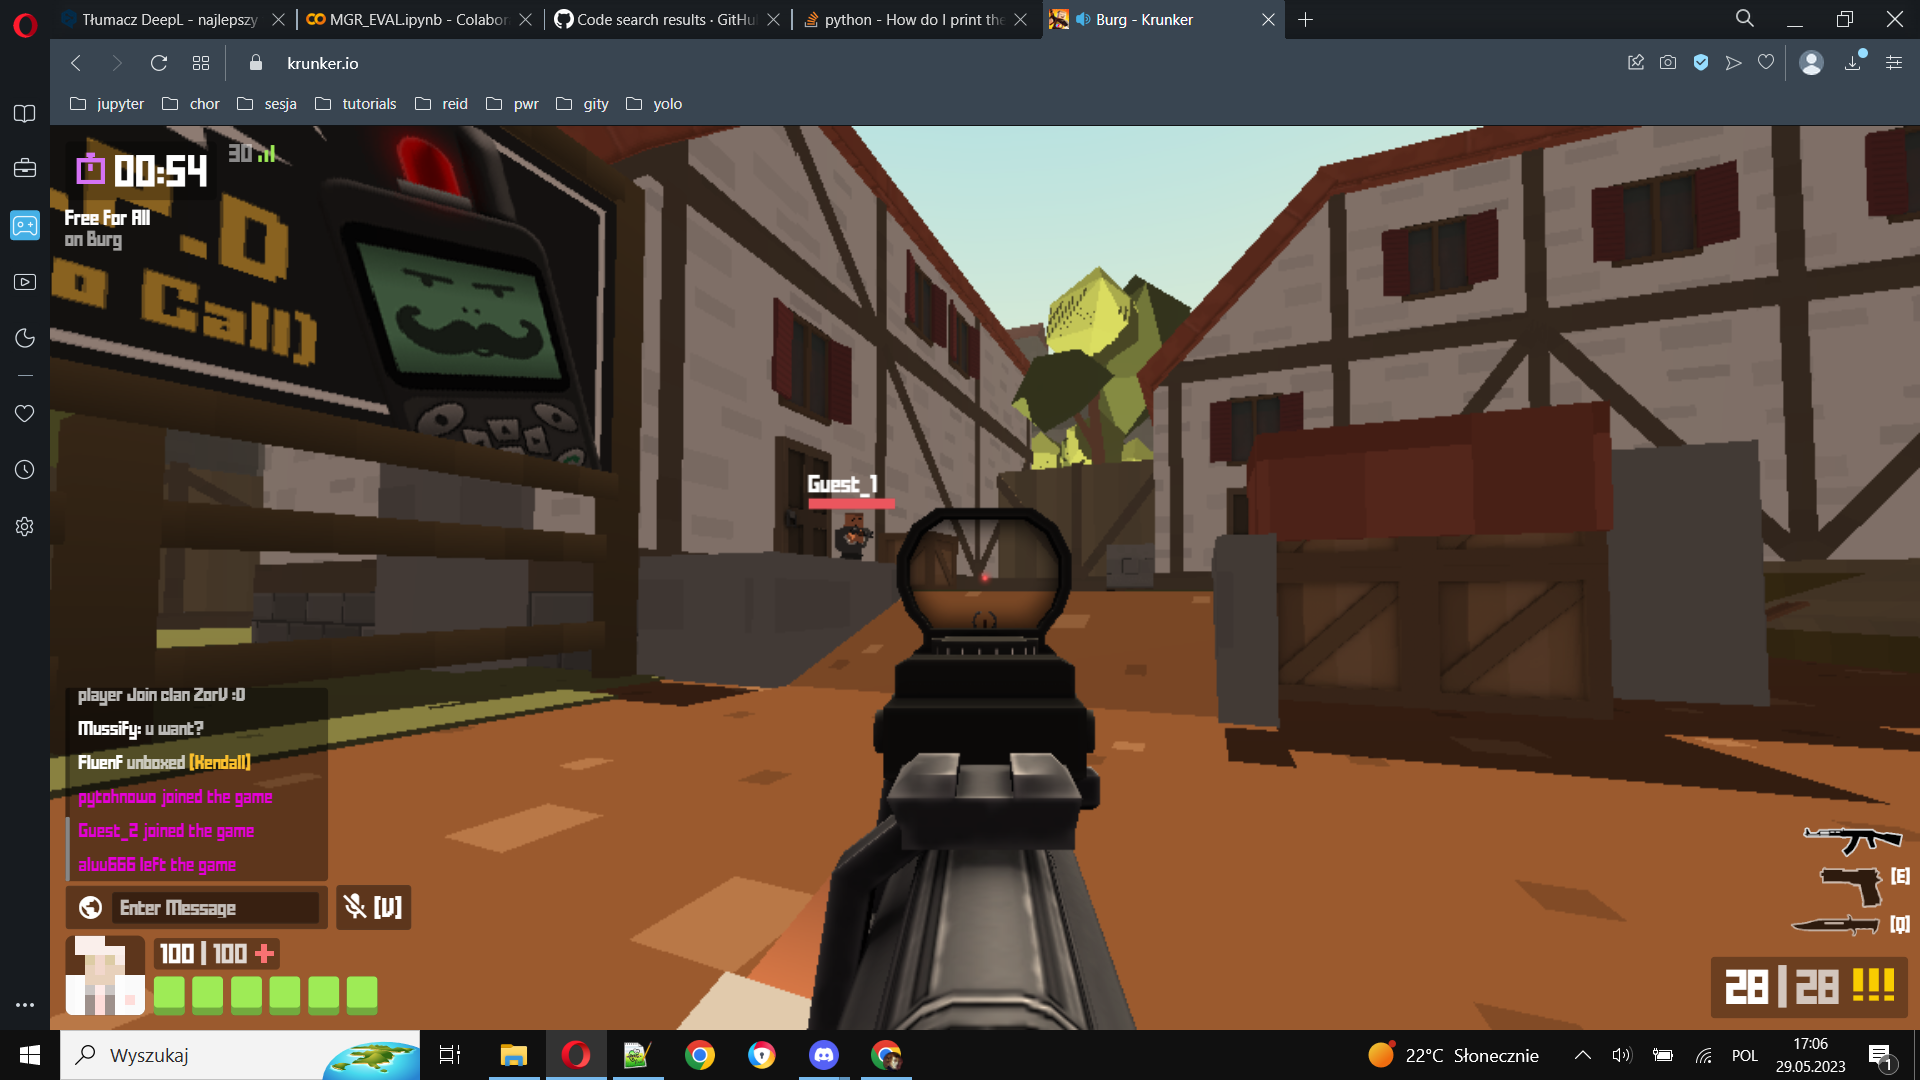 Tłumacz DeepL - najlepszy
MGR_EVAL.ipynb - Colabor
Code search results · GitHu
python - How do I print the
Burg - Krunker
krunker.io
jupyter chor sesja tutorials reid pwr gity yolo
00:54 30
Free For All
on Burg
.D
o Call)
Guest_1
player Join clan ZorV :D
Mussify: u want?
FluenF unboxed [Kendall]
pytohnowo joined the game
Guest_2 joined the game
aluu666 left the game
Enter Message [V]
100 | 100
[E]
[Q]
28 | 28 !!!
Wyszukaj
22°C Słonecznie
POL
17:06
29.05.2023
1